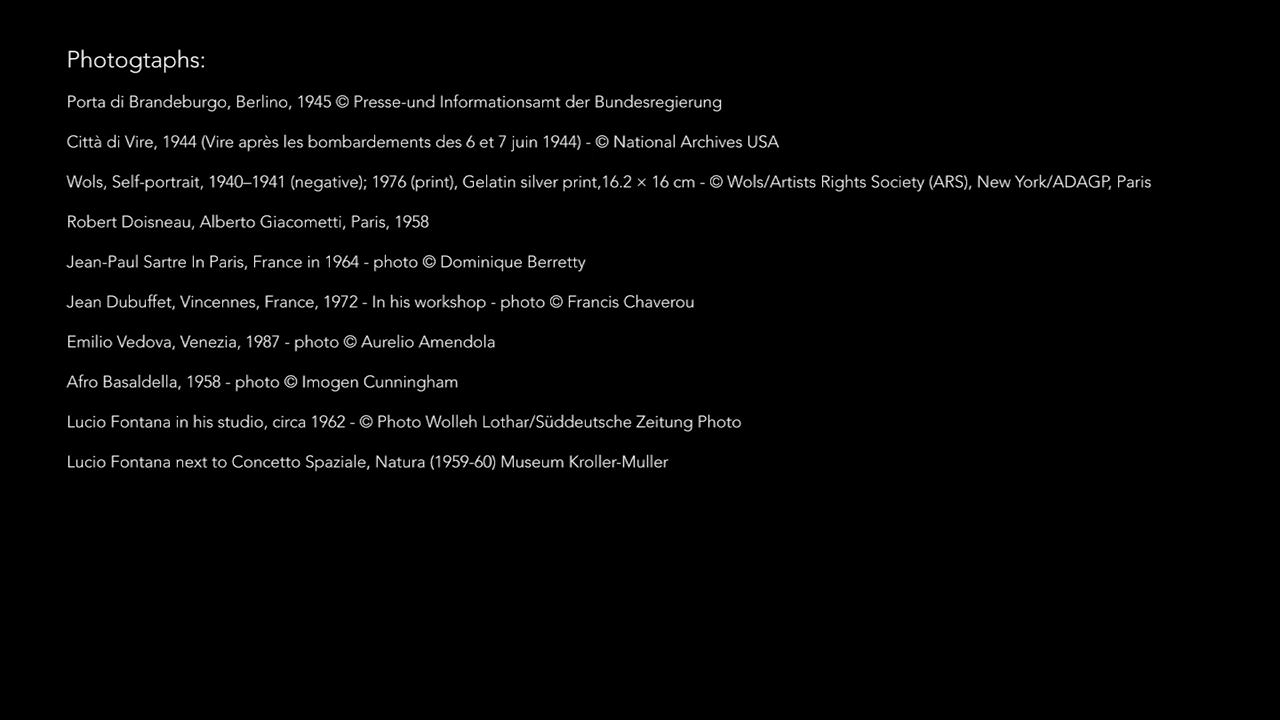 Photogtaphs:
Porta di Brandeburgo, Berlino, 1945 © Presse-und Informationsamt der Bundesregierung
Città di Vire, 1944 (Vire après les bombardements des 6 et 7 juin 1944) - © National Archives USA
Wols, Self-portrait, 1940–1941 (negative); 1976 (print), Gelatin silver print,16.2 × 16 cm - © Wols/Artists Rights Society (ARS), New York/ADAGP, Paris
Robert Doisneau, Alberto Giacometti, Paris, 1958
Jean-Paul Sartre In Paris, France in 1964 - photo © Dominique Berretty
Jean Dubuffet, Vincennes, France, 1972 - In his workshop - photo © Francis Chaverou
Emilio Vedova, Venezia, 1987 - photo © Aurelio Amendola
Afro Basaldella, 1958 - photo © Imogen Cunningham
Lucio Fontana in his studio, circa 1962 - © Photo Wolleh Lothar/Süddeutsche Zeitung Photo
Lucio Fontana next to Concetto Spaziale, Natura (1959-60) Museum Kroller-Muller